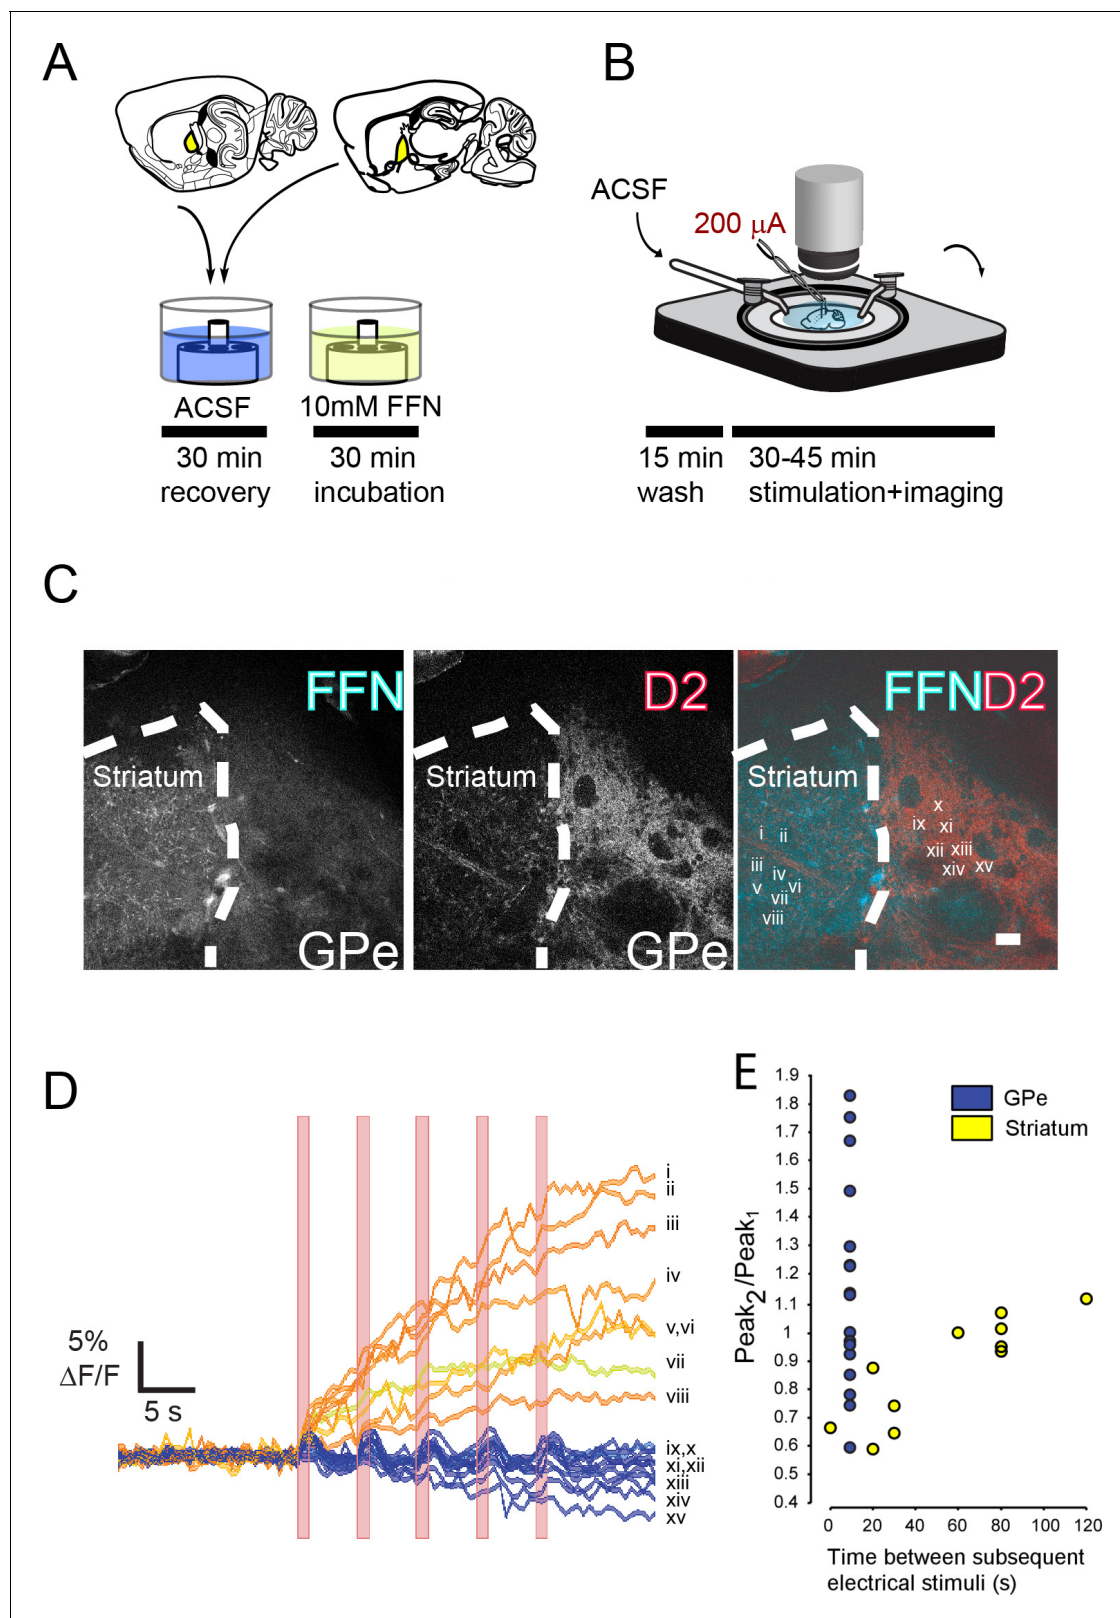 A
B
ACSF
200 μA
ACSF
10mM FFN
30 min
recovery
30 min
incubation
15 min
wash
30-45 min
stimulation+imaging
C
FFN
Striatum
GPe
D2
Striatum
GPe
FFND2
Striatum
i
ii
iii
iv
v
vi
vii
viii
x
ix
xi
xii
xiii
xiv
xv
D
5%
ΔF/F
5 s
i
ii
iii
iv
v,vi
vii
viii
ix,x
xi,xii
xiii
xiv
xv
E
GPe
Striatum
Peak2/Peak1
1.9
1.8
1.7
1.6
1.5
1.4
1.3
1.2
1.1
1
0.9
0.8
0.7
0.6
0.5
0.4
0 20 40 60 80 100 120
Time between subsequent
electrical stimuli (s)